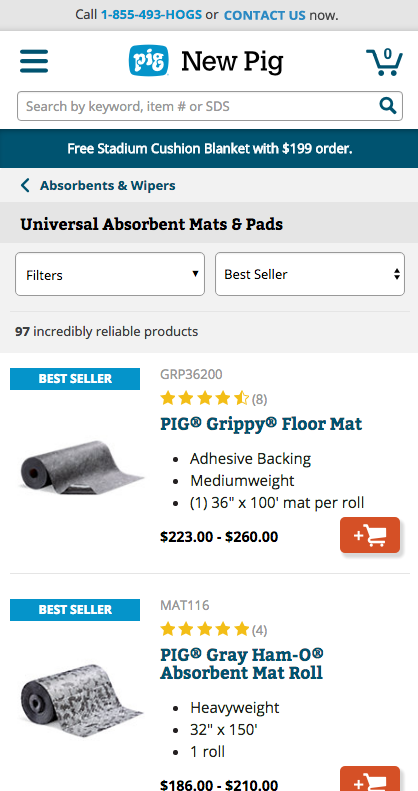 Call 1-855-493-HOGS or CONTACT US now.
pig New Pig
0
Search by keyword, item # or SDS
Free Stadium Cushion Blanket with $199 order.
Absorbents & Wipers
Universal Absorbent Mats & Pads
Filters
Best Seller
97 incredibly reliable products
BEST SELLER
GRP36200
(8)
PIG® Grippy® Floor Mat
• Adhesive Backing
• Mediumweight
• (1) 36" x 100' mat per roll
$223.00 - $260.00
+
BEST SELLER
MAT116
(4)
PIG® Gray Ham-O®
Absorbent Mat Roll
• Heavyweight
• 32" x 150'
• 1 roll
$186.00 - $210.00
+